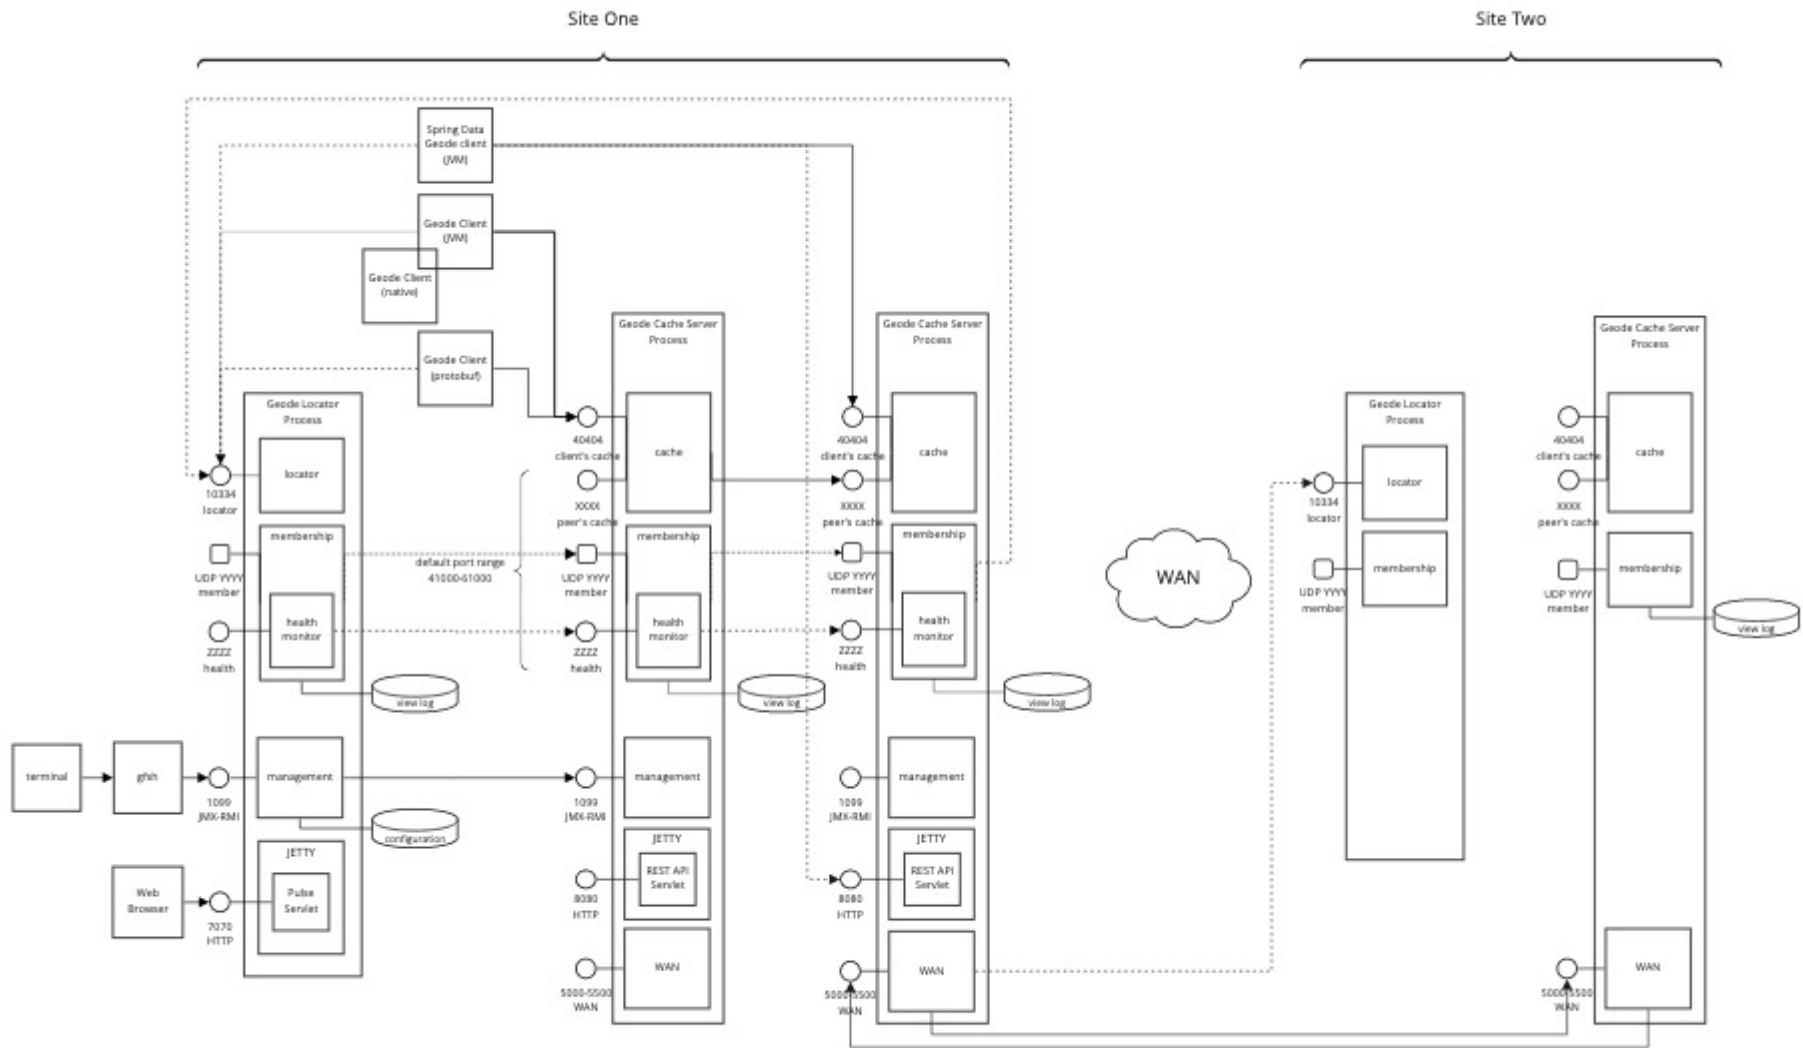 Site One
Site Two
Spring Data
Geode client
(JVM)
Geode Client
(JVM)
Geode Client
(native)
Geode Client
(protobuf)
Geode Locator
Process
locator
10334
locator
membership
UDP YYYY
member
health
monitor
ZZZZ
health
view log
default port range
41000-61000
terminal
gfsh
1099
JMX-RMI
management
configuration
JETTY
Web
Browser
Pulse
Servlet
7070
HTTP
Geode Cache Server
Process
40404
client's cache
cache
XXXX
peer's cache
membership
UDP YYYY
member
health
monitor
ZZZZ
health
view log
management
1099
JMX-RMI
JETTY
REST API
Servlet
8080
HTTP
WAN
5000-5500
WAN
Geode Cache Server
Process
40404
client's cache
cache
XXXX
peer's cache
membership
UDP YYYY
member
health
monitor
ZZZZ
health
view log
management
1099
JMX-RMI
JETTY
REST API
Servlet
8080
HTTP
WAN
5000-5500
WAN
WAN
Geode Locator
Process
locator
10334
locator
membership
UDP YYYY
member
Geode Cache Server
Process
40404
client's cache
cache
XXXX
peer's cache
membership
UDP YYYY
member
view log
WAN
5000-5500
WAN